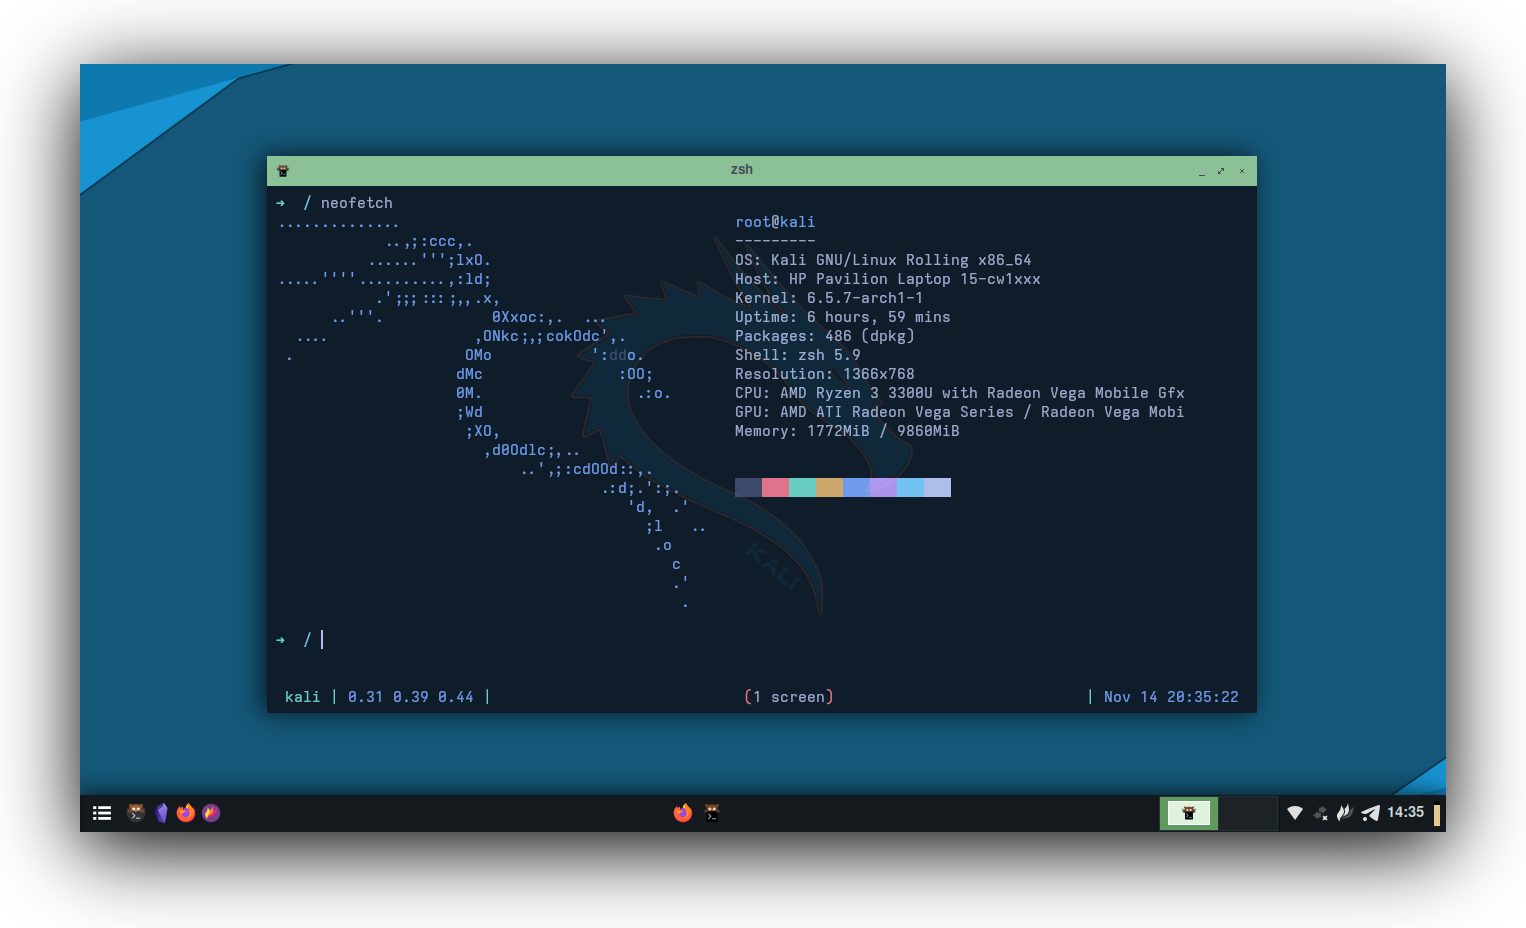 zsh
➜  / neofetch
..............
            ..,;:ccc,.
          ......''';lxO.
.....''''..........,:ld;
           .';;;:::;,,.x,
      ..'''.            0Xxoc:,.  ...
  ....                ,ONkc;,;cokOdc',.
 .                   OMo           ':ddo.
                    dMc               :OO;
                    0M.                 .:o.
                    ;Wd
                     ;XO,
                       ,d0Odlc;,..
                           ..',;:cdOOd::,.
                                    .:d;.':;.
                                       'd,  .'
                                         ;l   ..
                                          .o
                                            c
                                            .'
                                             .
root@kali
---------
OS: Kali GNU/Linux Rolling x86_64
Host: HP Pavilion Laptop 15-cw1xxx
Kernel: 6.5.7-arch1-1
Uptime: 6 hours, 59 mins
Packages: 486 (dpkg)
Shell: zsh 5.9
Resolution: 1366x768
CPU: AMD Ryzen 3 3300U with Radeon Vega Mobile Gfx
GPU: AMD ATI Radeon Vega Series / Radeon Vega Mobi
Memory: 1772MiB / 9860MiB
KALI
➜  /
kali | 0.31 0.39 0.44 | (1 screen) | Nov 14 20:35:22
14:35